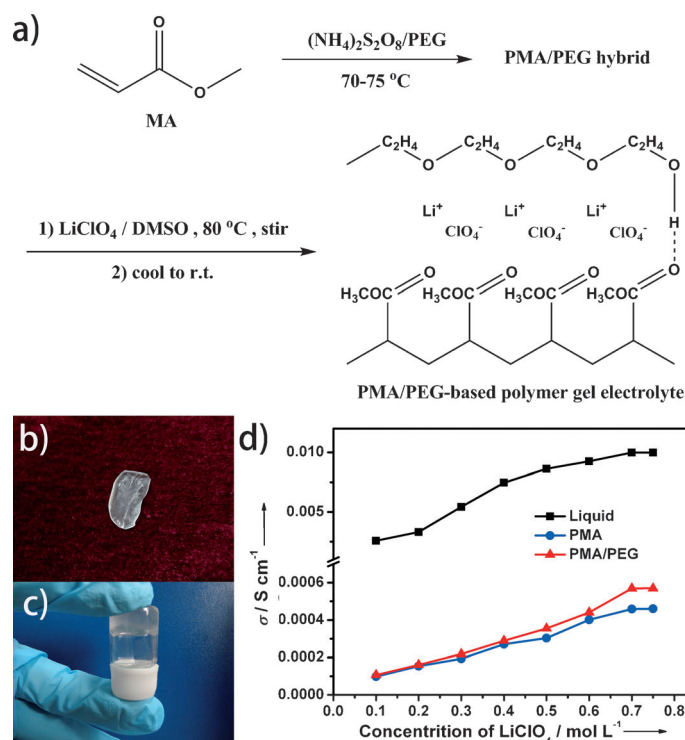 a)
O
O
MA
(NH₄)₂S₂O₈/PEG
70-75 °C
PMA/PEG hybrid
1) LiClO₄ / DMSO , 80 °C , stir
2) cool to r.t.
C₂H₄ C₂H₄ C₂H₄ C₂H₄
O O O O
Li⁺ Li⁺ Li⁺
ClO₄⁻ ClO₄⁻ ClO₄⁻
H
O O O O
H₃COC H₃COC H₃COC H₃COC
PMA/PEG-based polymer gel electrolyte
b)
c)
d)
0.010
0.005
0.0006
0.0004
0.0002
0.0000
σ / S cm⁻¹
Liquid
PMA
PMA/PEG
0.1 0.2 0.3 0.4 0.5 0.6 0.7 0.8
Concentrition of LiClO₄ / mol L⁻¹